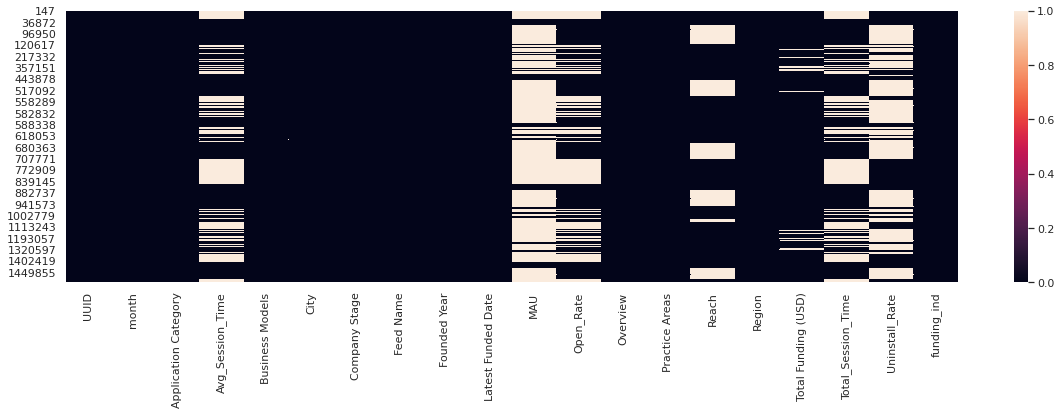 147
36872
96950
120617
217332
357151
443878
517092
558289
582832
588338
618053
680363
707771
772909
839145
882737
941573
1002779
1113243
1193057
1320597
1402419
1449855
UUID
month
Application Category
Avg_Session_Time
Business Models
City
Company Stage
Feed Name
Founded Year
Latest Funded Date
MAU
Open_Rate
Overview
Practice Areas
Reach
Region
Total Funding (USD)
Total_Session_Time
Uninstall_Rate
funding_ind
1.0
0.8
0.6
0.4
0.2
0.0